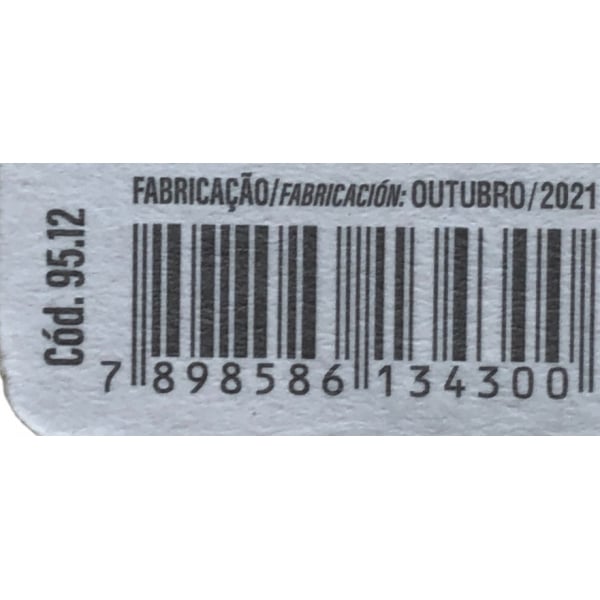 FABRICAÇÃO/FABRICACIÓN: OUTUBRO/2021
Cód. 95.12
7 898586 134300